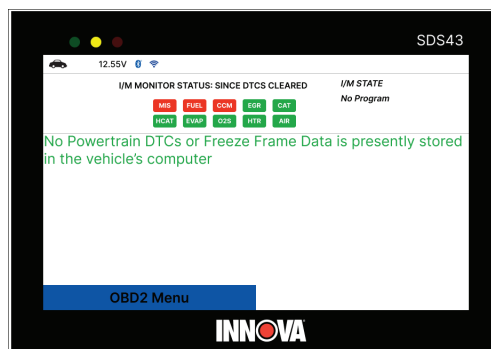 SDS43
12.55V
I/M MONITOR STATUS: SINCE DTCS CLEARED
I/M STATE
No Program
MIS FUEL CCM EGR CAT
HCAT EVAP O2S HTR AIR
No Powertrain DTCs or Freeze Frame Data is presently stored
in the vehicle's computer
OBD2 Menu
INNOVA